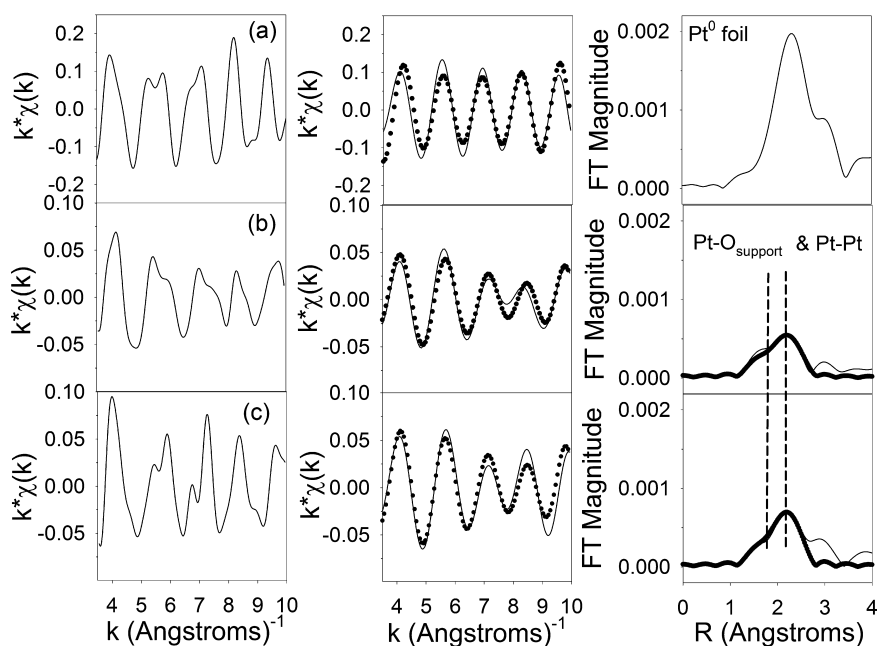 (a)
k*χ(k)
0.2
0.1
0.0
-0.1
-0.2
(b)
k*χ(k)
0.10
0.05
0.00
-0.05
(c)
k*χ(k)
0.10
0.05
0.00
-0.05
4 5 6 7 8 9 10
k (Angstroms)-1
k*χ(k)
0.2
0.1
0.0
-0.1
-0.2
k*χ(k)
0.10
0.05
0.00
-0.05
k*χ(k)
0.10
0.05
0.00
-0.05
4 5 6 7 8 9 10
k (Angstroms)-1
Pt0 foil
FT Magnitude
0.002
0.001
0.000
Pt-Osupport & Pt-Pt
FT Magnitude
0.002
0.001
0.000
FT Magnitude
0.002
0.001
0.000
0 1 2 3 4
R (Angstroms)